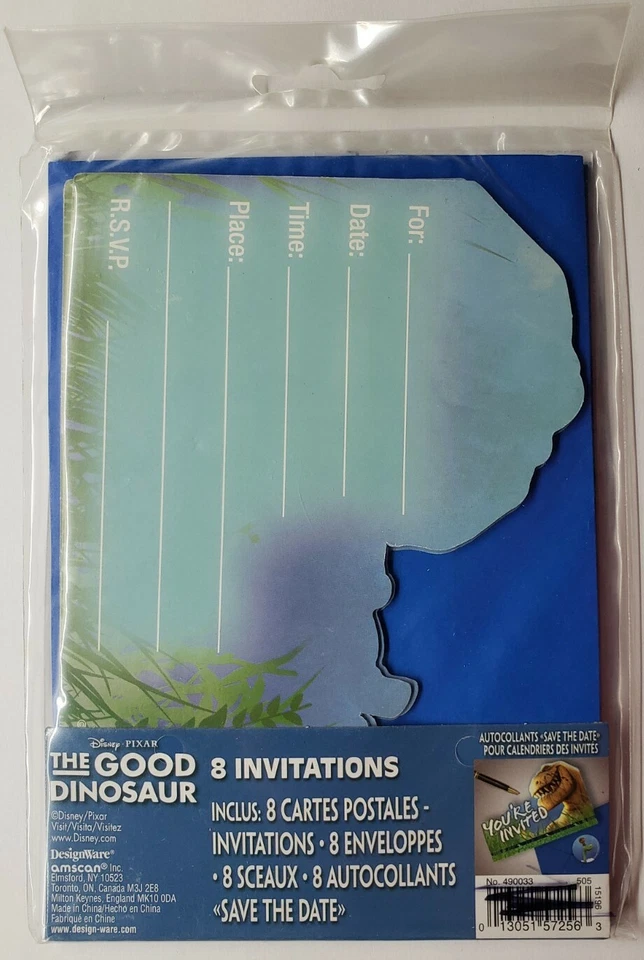 For:
Date:
Time:
Place:
R.S.V.P.
Disney • PIXAR
THE GOOD
DINOSAUR
©Disney/Pixar
Visit/Visita/Visitez
www.Disney.com
DesignWare®
amscan® Inc.
Elmsford, NY 10523
Toronto, ON, Canada M3J 2E8
Milton Keynes, England MK10 0DA
Made in China/Hecho en China
Fabriqué en Chine
www.design-ware.com
8 INVITATIONS
INCLUS: 8 CARTES POSTALES -
INVITATIONS • 8 ENVELOPPES
• 8 SCEAUX • 8 AUTOCOLLANTS
«SAVE THE DATE»
AUTOCOLLANTS «SAVE THE DATE»
POUR CALENDRIERS DES INVITES
YOU'RE
INVITED
No. 490033 505
15196
0 13051 57256 3